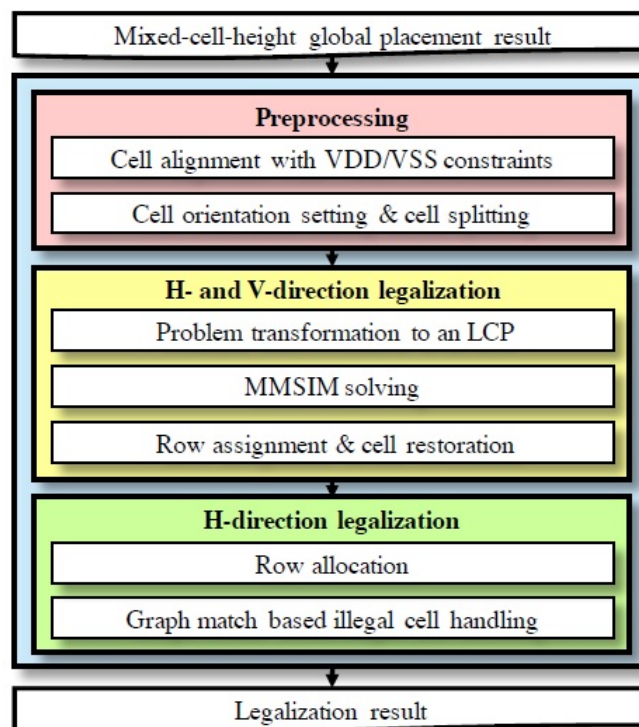 Mixed-cell-height global placement result
Preprocessing
Cell alignment with VDD/VSS constraints
Cell orientation setting & cell splitting
H- and V-direction legalization
Problem transformation to an LCP
MMSIM solving
Row assignment & cell restoration
H-direction legalization
Row allocation
Graph match based illegal cell handling
Legalization result